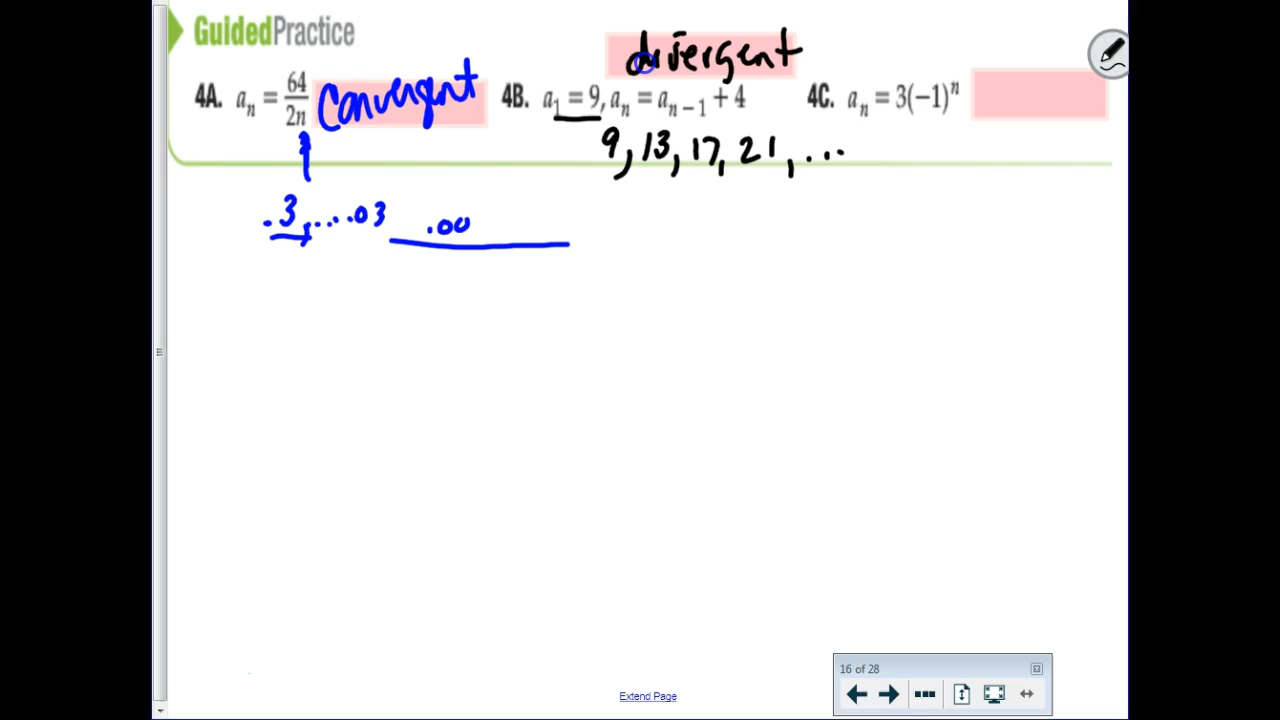 GuidedPractice
divergent
4A. aₙ = 64/2n Convergent 4B. a₁ = 9, aₙ = aₙ₋₁ + 4 4C. aₙ = 3(−1)ⁿ
9, 13, 17, 21, ...
.3, ... .03 .00
16 of 28
Extend Page